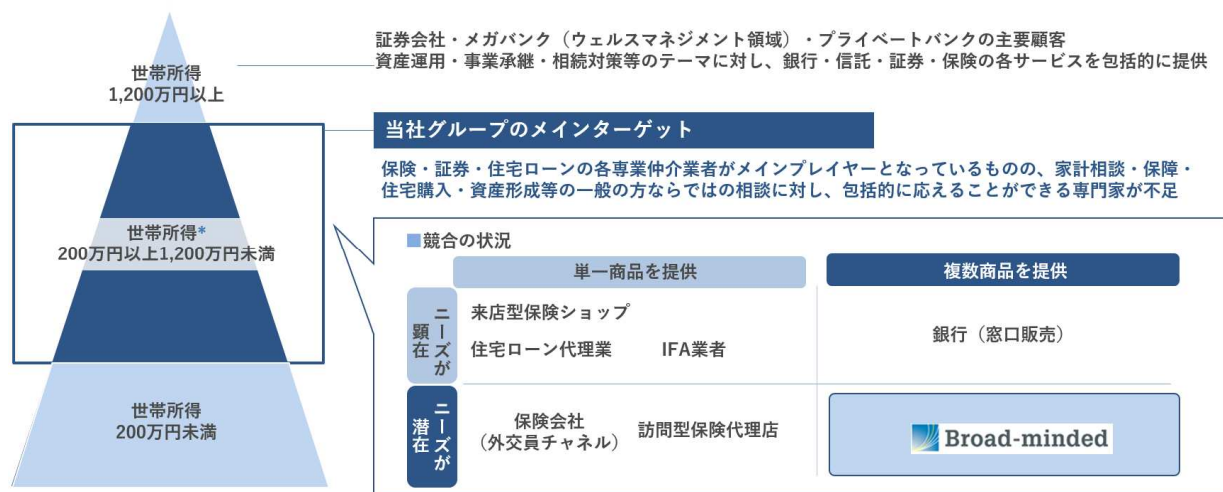 世帯所得
1,200万円以上
証券会社・メガバンク（ウェルスマネジメント領域）・プライベートバンクの主要顧客
資産運用・事業承継・相続対策等のテーマに対し、銀行・信託・証券・保険の各サービスを包括的に提供
当社グループのメインターゲット
保険・証券・住宅ローンの各専業仲介業者がメインプレイヤーとなっているものの、家計相談・保障・
住宅購入・資産形成等の一般の方ならではの相談に対し、包括的に応えることができる専門家が不足
世帯所得*
200万円以上1,200万円未満
世帯所得
200万円未満
■競合の状況
単一商品を提供
複数商品を提供
ニーズが
顕在
来店型保険ショップ
住宅ローン代理業
IFA業者
銀行（窓口販売）
ニーズが
潜在
保険会社
（外交員チャネル）
訪問型保険代理店
Broad-minded